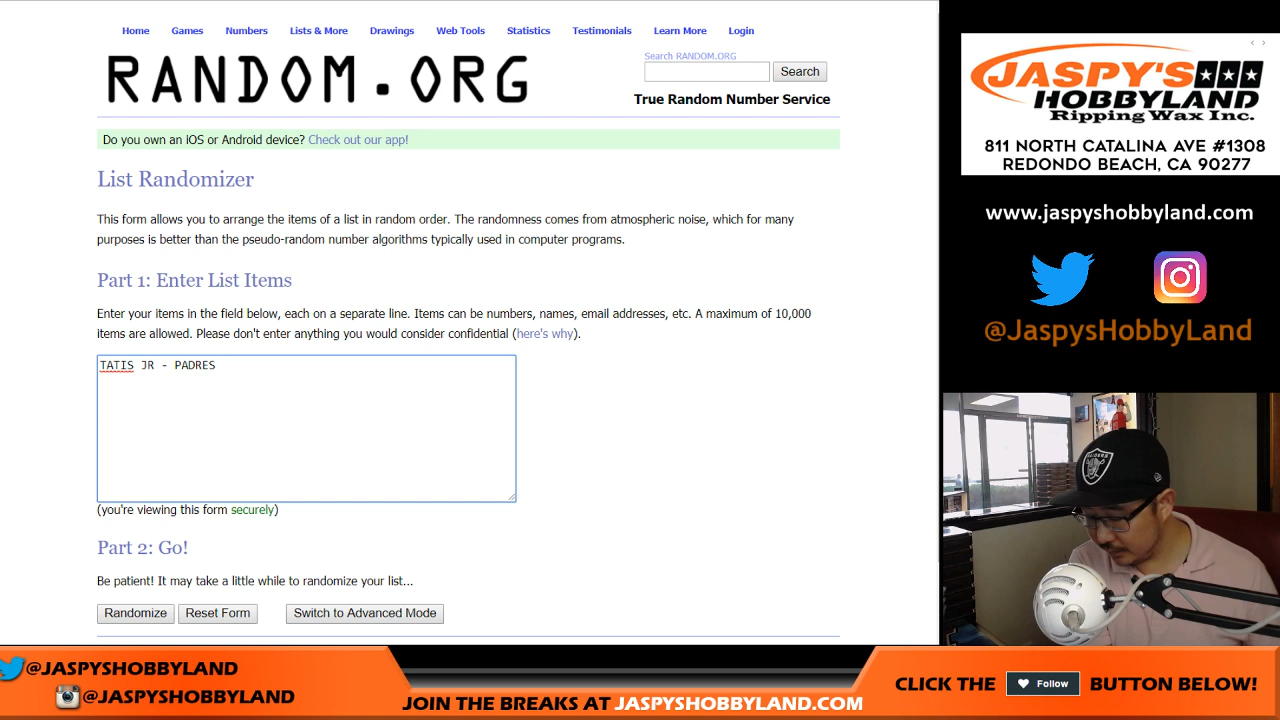 Home Games Numbers Lists & More Drawings Web Tools Statistics Testimonials Learn More Login
RANDOM.ORG
Search RANDOM.ORG
Search
True Random Number Service
Do you own an iOS or Android device? Check out our app!
List Randomizer
This form allows you to arrange the items of a list in random order. The randomness comes from atmospheric noise, which for many
purposes is better than the pseudo-random number algorithms typically used in computer programs.
Part 1: Enter List Items
Enter your items in the field below, each on a separate line. Items can be numbers, names, email addresses, etc. A maximum of 10,000
items are allowed. Please don't enter anything you would consider confidential (here's why).
TATIS JR - PADRES
(you're viewing this form securely)
Part 2: Go!
Be patient! It may take a little while to randomize your list...
Randomize Reset Form Switch to Advanced Mode
JASPY'S
HOBBYLAND
Ripping Wax Inc.
811 NORTH CATALINA AVE #1308
REDONDO BEACH, CA 90277
www.jaspyshobbyland.com
@JaspysHobbyLand
RAIDERS
@JASPYSHOBBYLAND
@JASPYSHOBBYLAND
JOIN THE BREAKS AT JASPYSHOBBYLAND.COM
CLICK THE Follow BUTTON BELOW!